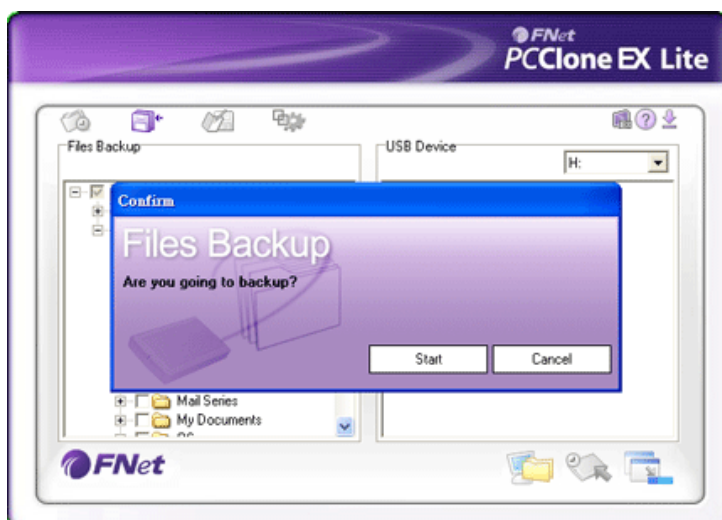 FNet
PCClone EX Lite
Files Backup
USB Device
H:
Confirm
Files Backup
Are you going to backup?
Start
Cancel
Mail Series
My Documents
FNet